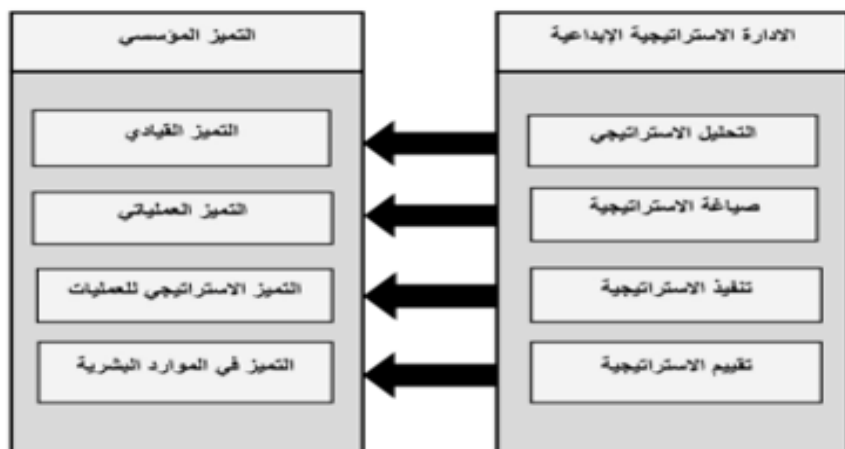 الادارة الاستراتيجية الإبداعية
التحليل الاستراتيجي
صياغة الاستراتيجية
تنفيذ الاستراتيجية
تقييم الاستراتيجية
التميز المؤسسي
التميز القيادي
التميز العملياتي
التميز الاستراتيجي للعمليات
التميز في الموارد البشرية